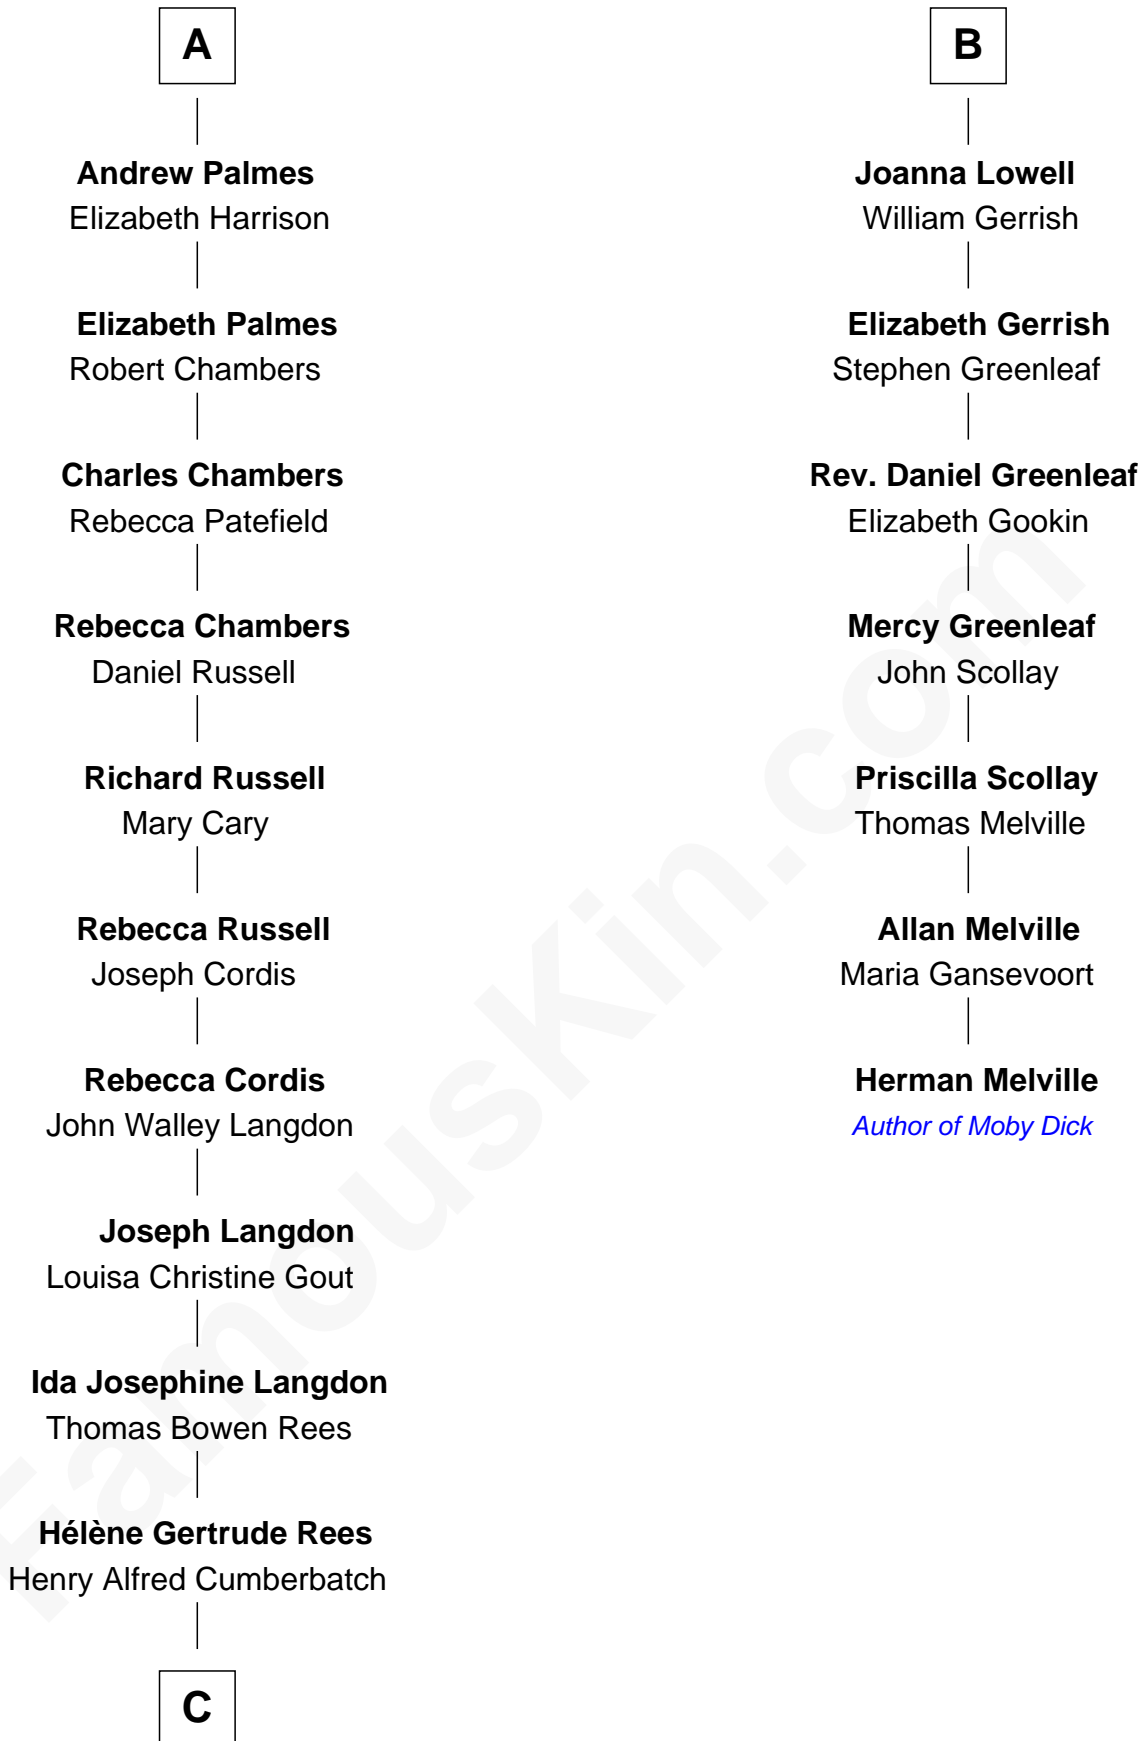 A
Andrew Palmes
Elizabeth Harrison
Elizabeth Palmes
Robert Chambers
Charles Chambers
Rebecca Patefield
Rebecca Chambers
Daniel Russell
Richard Russell
Mary Cary
Rebecca Russell
Joseph Cordis
Rebecca Cordis
John Walley Langdon
Joseph Langdon
Louisa Christine Gout
Ida Josephine Langdon
Thomas Bowen Rees
Hélène Gertrude Rees
Henry Alfred Cumberbatch
C
B
Joanna Lowell
William Gerrish
Elizabeth Gerrish
Stephen Greenleaf
Rev. Daniel Greenleaf
Elizabeth Gookin
Mercy Greenleaf
John Scollay
Priscilla Scollay
Thomas Melville
Allan Melville
Maria Gansevoort
Herman Melville
Author of Moby Dick
FamousKin.com